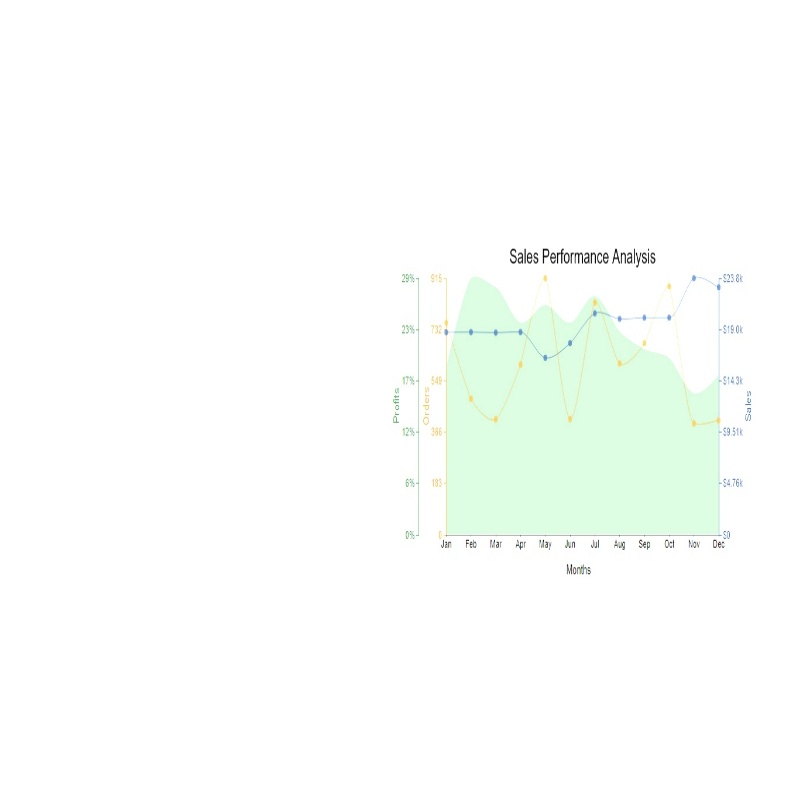 Sales Performance Analysis
29%
23%
17%
12%
6%
0%
Profits
915
732
549
366
183
0
Orders
$23.8k
$19.0k
$14.3k
$9.51k
$4.76k
$0
Sales
Jan Feb Mar Apr May Jun Jul Aug Sep Oct Nov Dec
Months